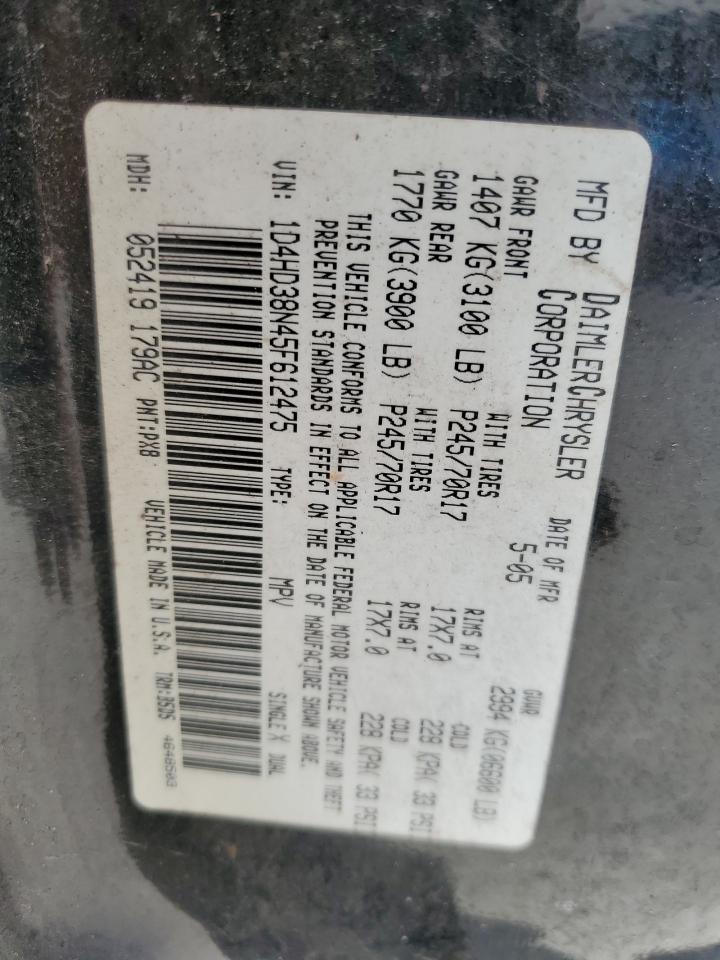 MFD BY DAIMLERCHRYSLER CORPORATION DATE OF MFR 5-05 GVWR 2994 KG(06600 LB)
GAWR FRONT WITH TIRES RIMS AT COLD
1407 KG(3100 LB) P245/70R17 17X7.0 228 KPA( 33 PSI
GAWR REAR WITH TIRES RIMS AT COLD
1770 KG(3900 LB) P245/70R17 17X7.0 228 KPA( 33 PSI
THIS VEHICLE CONFORMS TO ALL APPLICABLE FEDERAL MOTOR VEHICLE SAFETY AND THEFT
PREVENTION STANDARDS IN EFFECT ON THE DATE OF MANUFACTURE SHOWN ABOVE.
VIN: 1D4HD38N45F612475 TYPE: MPV SINGLE X DUAL
MDH: 052419 179AC PNT:PX8 VEHICLE MADE IN U.S.A. TRM:B5D5 4648503